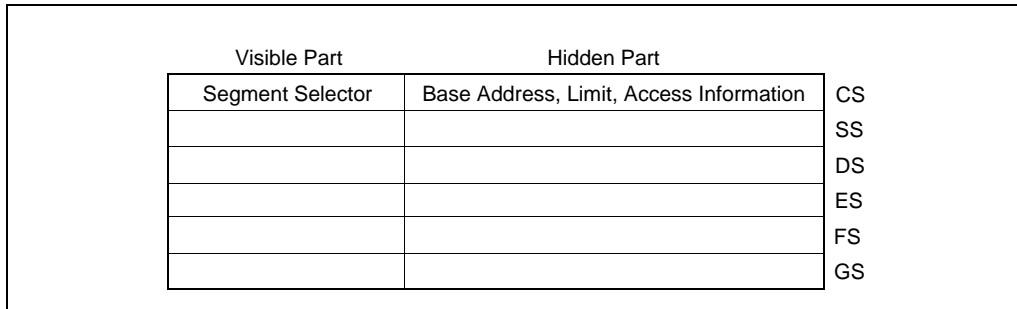 Visible Part Hidden Part
Segment Selector Base Address, Limit, Access Information CS
SS
DS
ES
FS
GS